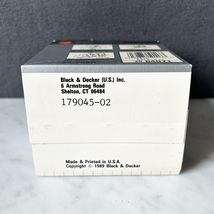 Black & Decker (U.S.) Inc.
6 Armstrong Road
Shelton, CT 06484
179045-02
Made & Printed in U.S.A.
Copyright © 1989 Black & Decker